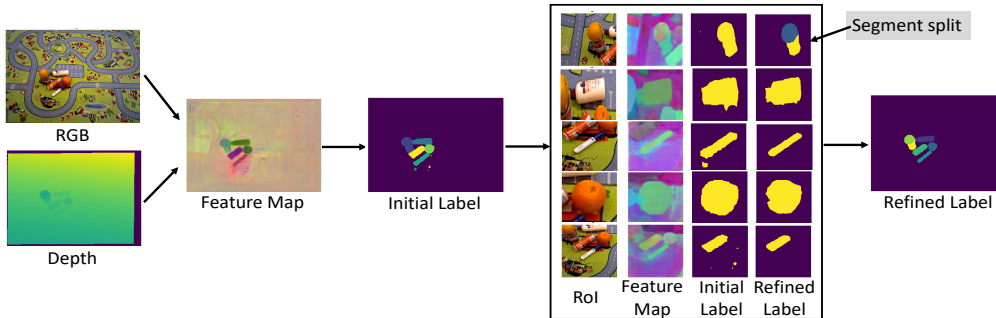 Segment split
RGB
Feature Map
Initial Label
Refined Label
Depth
RoI
Feature
Map
Initial
Label
Refined
Label